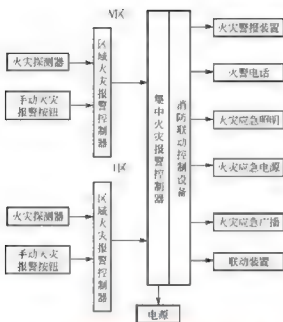 N区
火灾探测器
手动火灾
报警按钮
区域火灾报警控制器
I区
火灾探测器
手动火灾
报警按钮
区域火灾报警控制器
集中火灾报警控制器
消防联动控制设备
火灾警报装置
火警电话
火灾应急照明
火灾应急电源
火灾应急广播
联动装置
电源